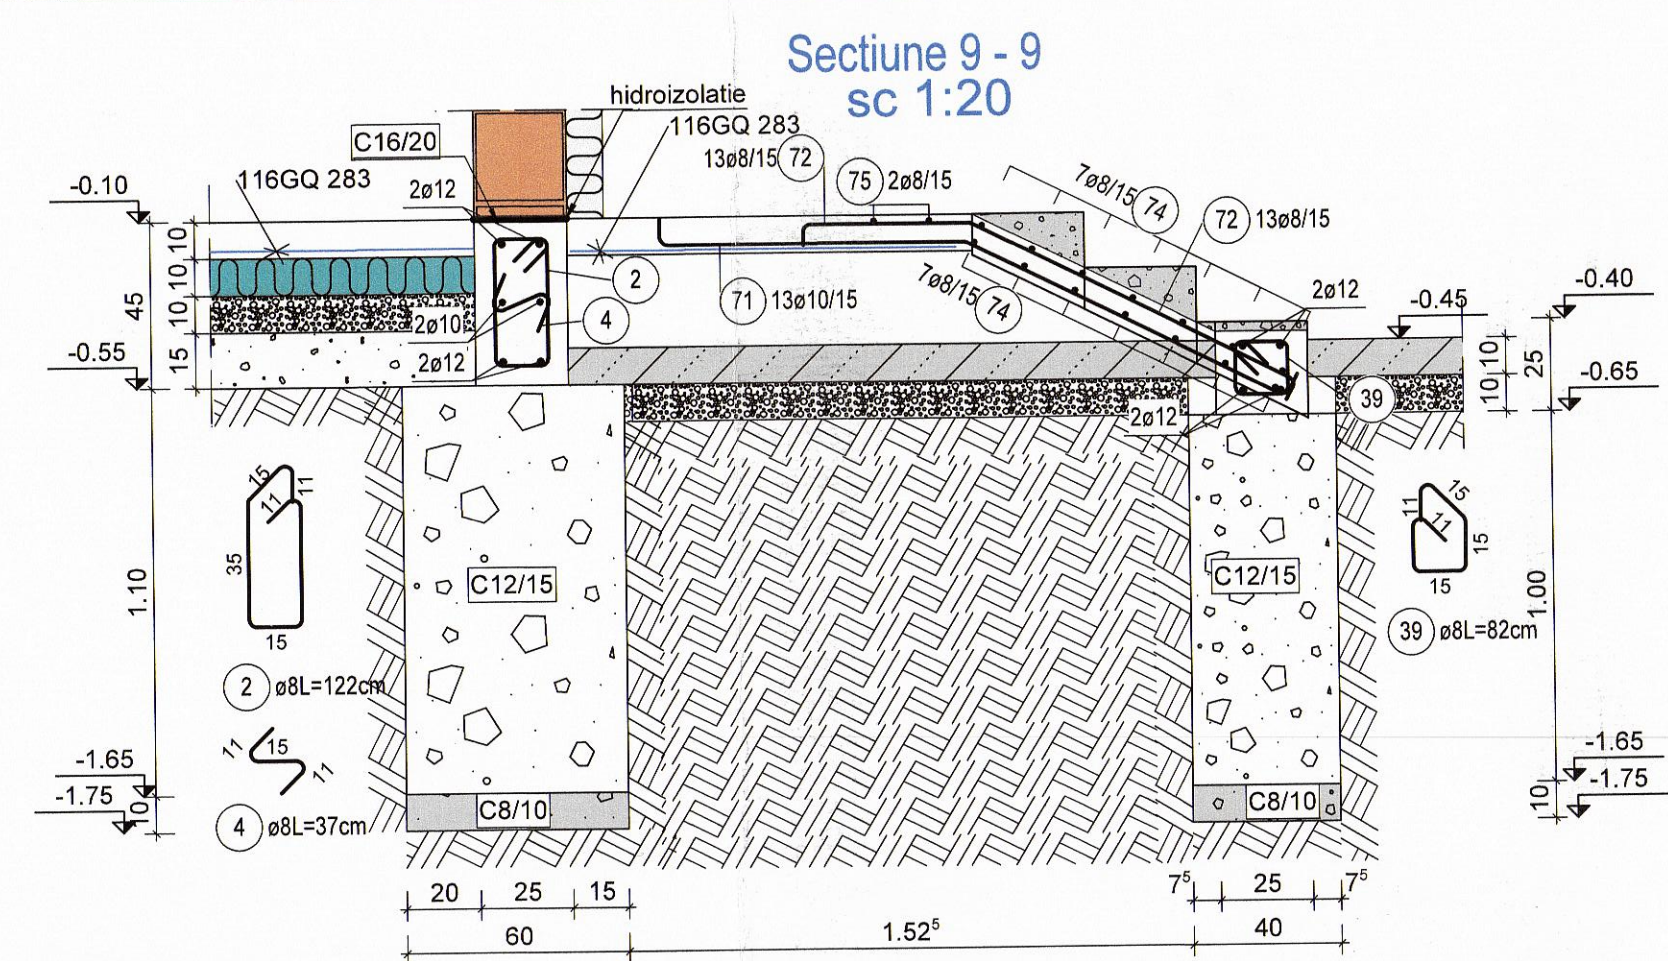 Sectiune 9 - 9
sc 1:20
hidroizolatie
C16/20
116GQ 283
13ø8/15 72
116GQ 283
2ø12
75 2ø8/15
7ø8/15 74
72 13ø8/15
-0.10
10
10
10
15
45
-0.55
2
4
2ø10
2ø12
71 13ø10/15
7ø8/15 74
2ø12
2ø12
-0.40
-0.45
10
10
25
-0.65
39
15
11
11
35
15
2 ø8L=122cm
11
15
11
4 ø8L=37cm
1.10
-1.65
-1.75
10
C12/15
C8/10
C12/15
C8/10
11
15
11
15
15
39 ø8L=82cm
1.00
-1.65
-1.75
10
20 25 15
60
1.52⁵
7⁵ 25 7⁵
40